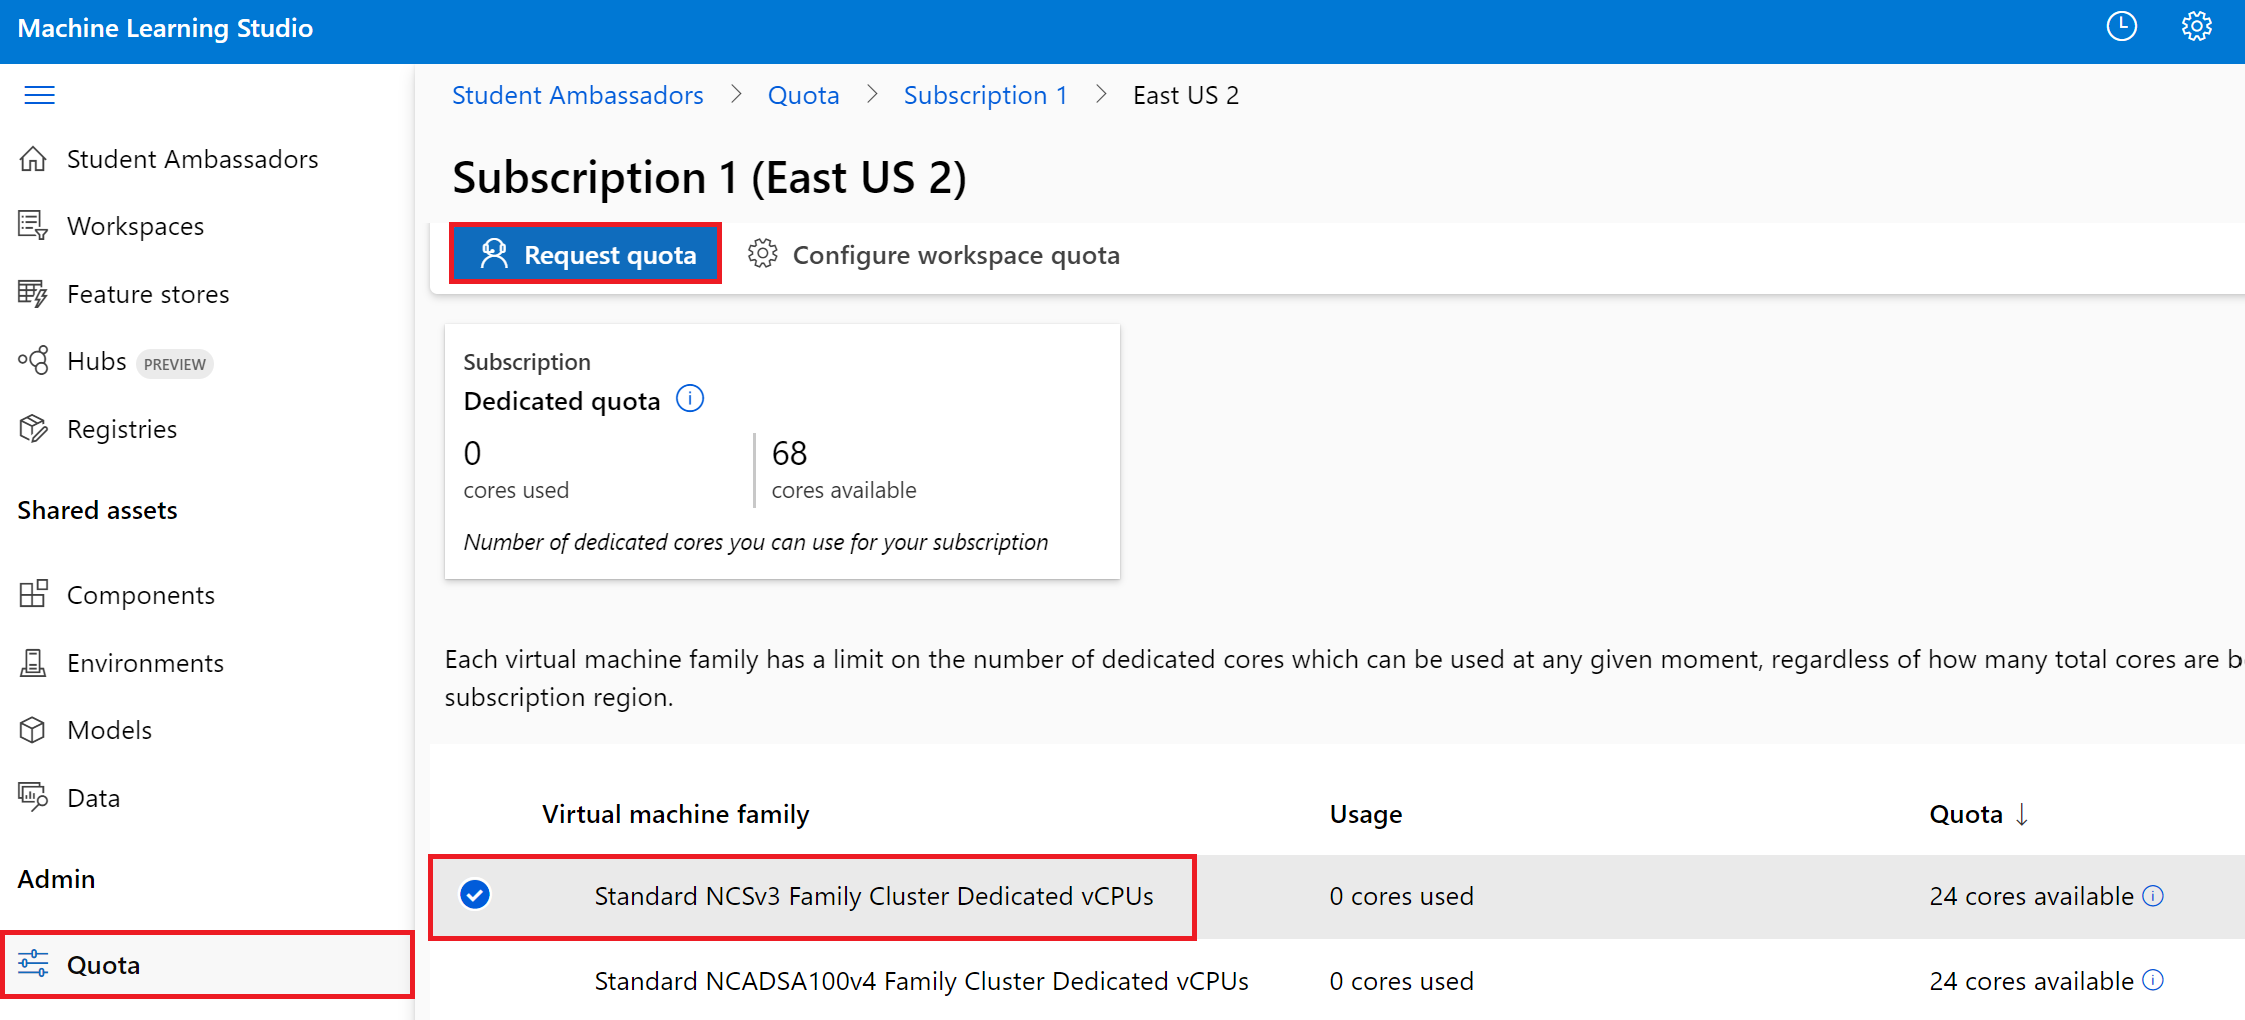 Machine Learning Studio
Student Ambassadors > Quota > Subscription 1 > East US 2
Student Ambassadors
Workspaces
Feature stores
Hubs PREVIEW
Registries
Shared assets
Components
Environments
Models
Data
Admin
Quota
Subscription 1 (East US 2)
Request quota
Configure workspace quota
Subscription
Dedicated quota
0
cores used
68
cores available
Number of dedicated cores you can use for your subscription
Each virtual machine family has a limit on the number of dedicated cores which can be used at any given moment, regardless of how many total cores are
subscription region.
Virtual machine family Usage Quota ↓
Standard NCSv3 Family Cluster Dedicated vCPUs 0 cores used 24 cores available
Standard NCADSA100v4 Family Cluster Dedicated vCPUs 0 cores used 24 cores available